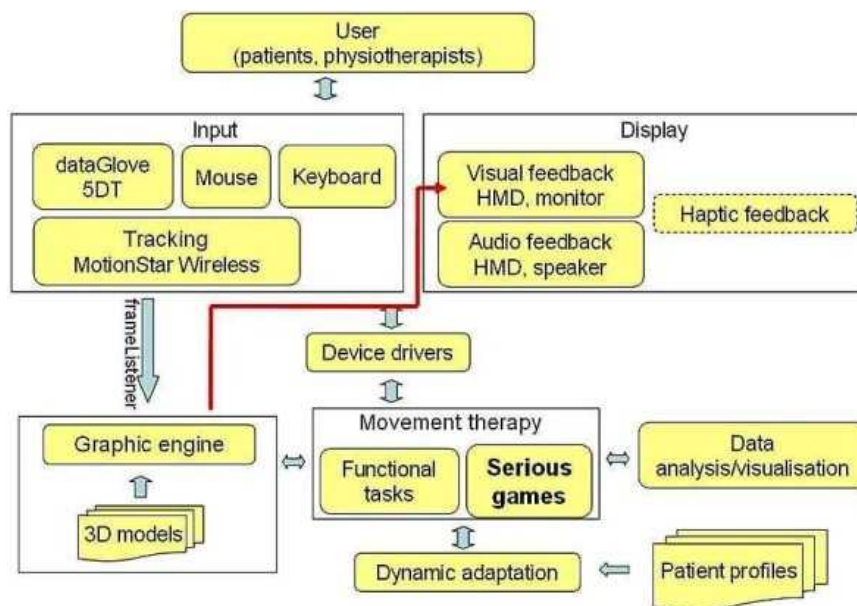 User
(patients, physiotherapists)
Input
dataGlove
5DT
Mouse
Keyboard
Tracking
MotionStar Wireless
Display
Visual feedback
HMD, monitor
Haptic feedback
Audio feedback
HMD, speaker
frameListener
Device drivers
Graphic engine
3D models
Movement therapy
Functional
tasks
Serious
games
Data
analysis/visualisation
Dynamic adaptation
Patient profiles